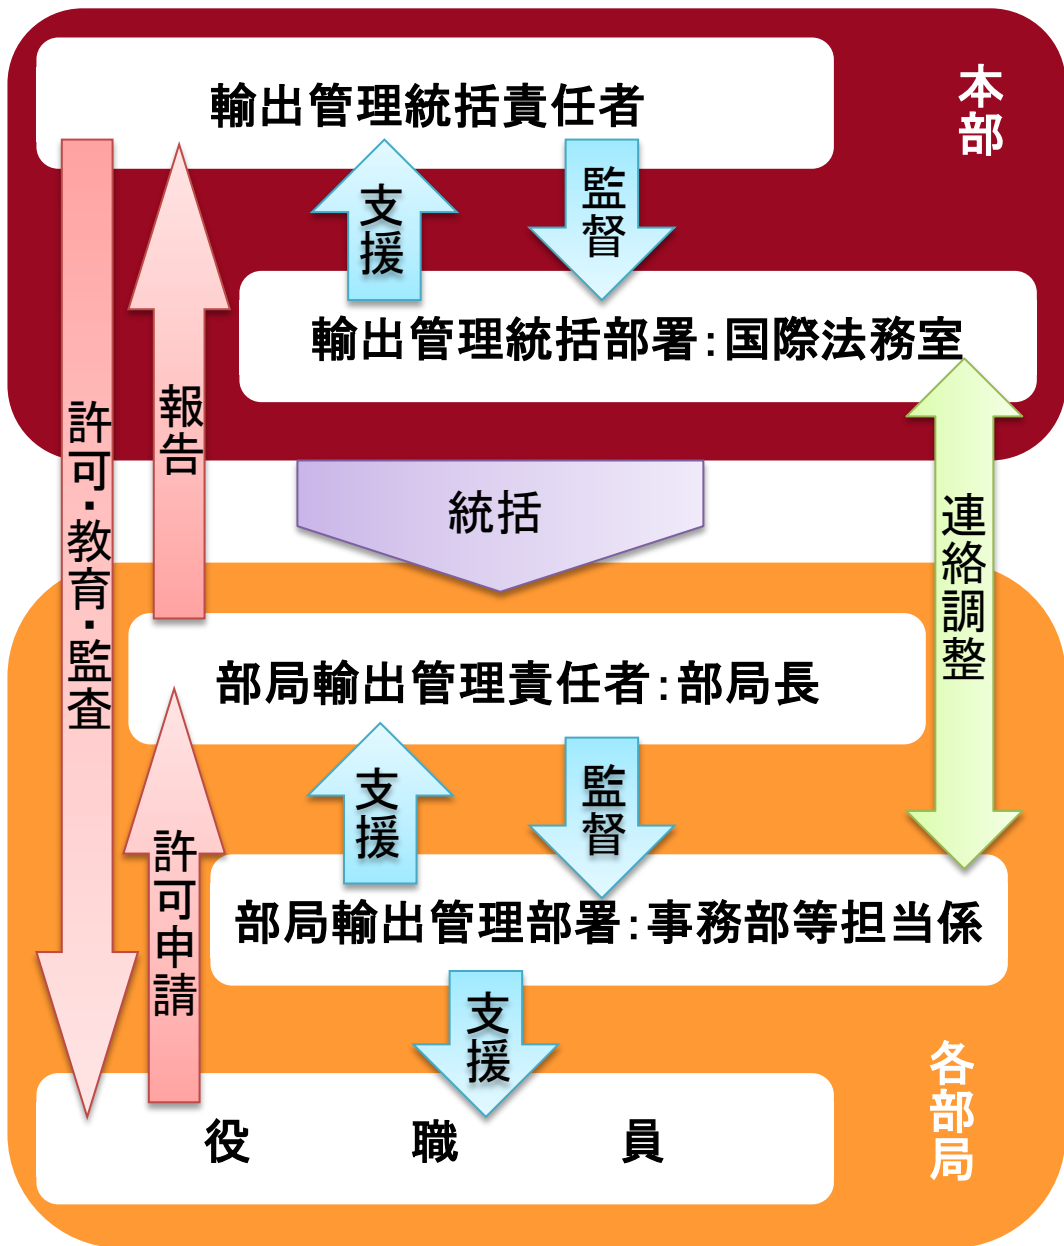 輸出管理統括責任者
本部
支援
監督
輸出管理統括部署：国際法務室
許可・教育・監査
報告
統括
連絡調整
部局輸出管理責任者：部局長
支援
監督
許可申請
部局輸出管理部署：事務部等担当係
支援
各部局
役職員